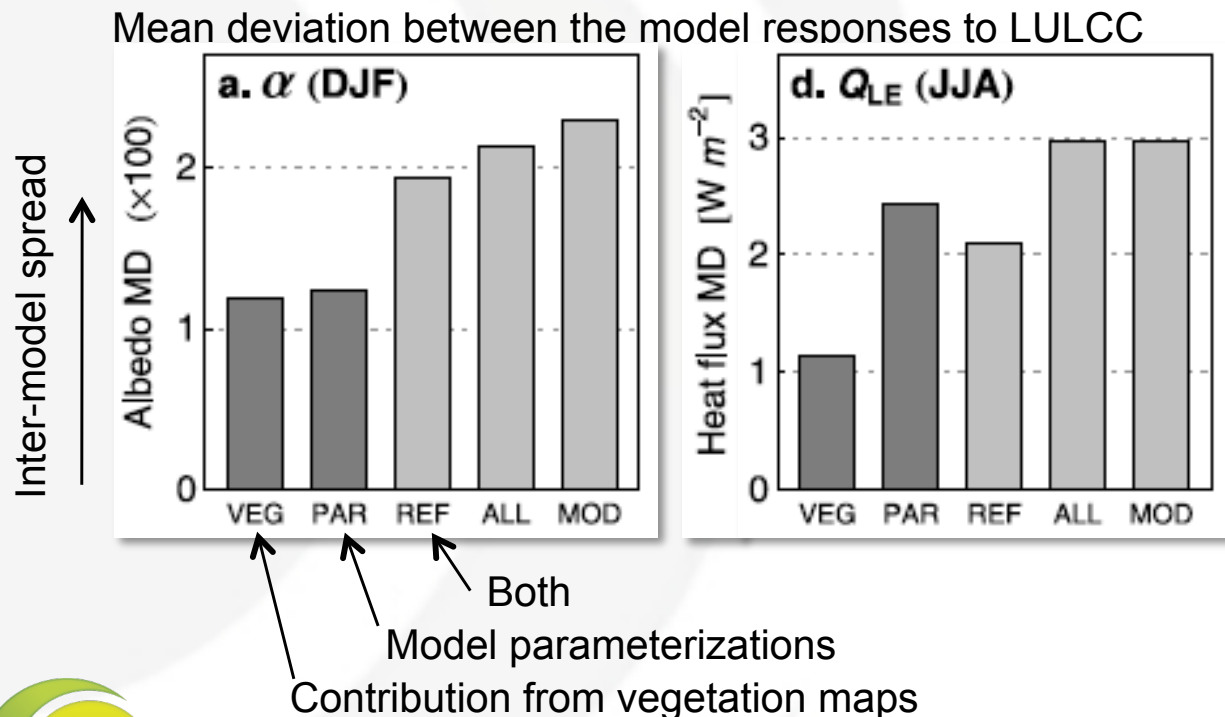 Mean deviation between the model responses to LULCC
Inter-model spread
a. α (DJF)
Albedo MD (×100)
2
1
0
VEG PAR REF ALL MOD
d. Q_LE (JJA)
Heat flux MD [W m⁻²]
3
2
1
0
VEG PAR REF ALL MOD
Both
Model parameterizations
Contribution from vegetation maps